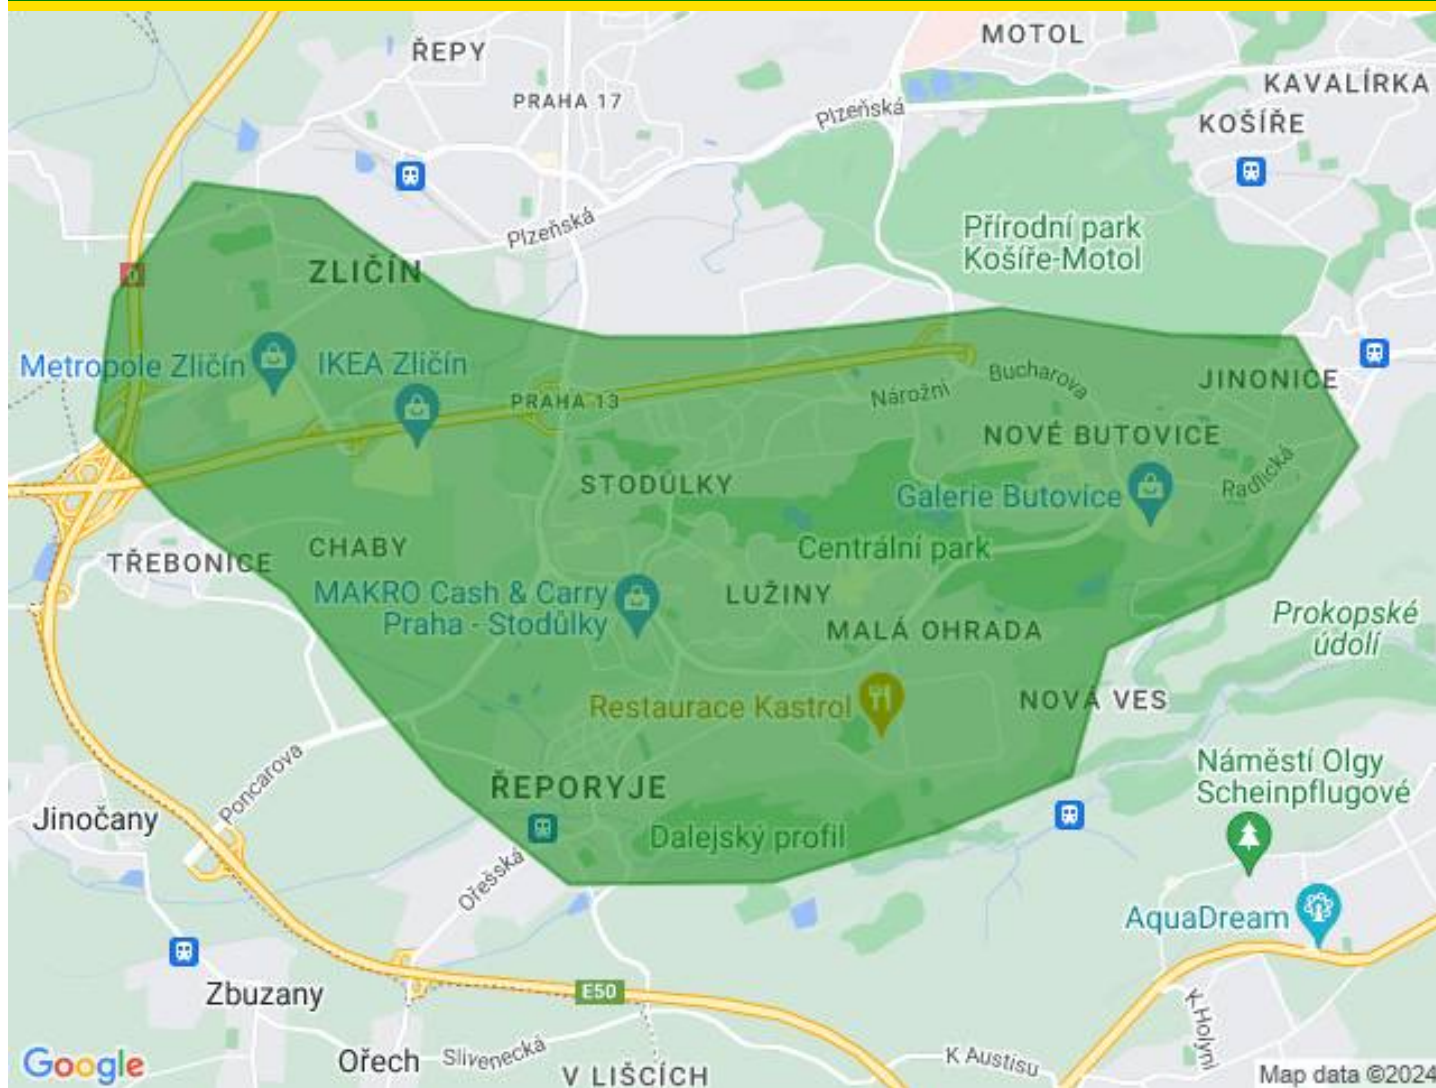 ŘEPY
MOTOL
PRAHA 17
KAVALÍRKA
Plzeňská
KOŠÍŘE
Plzeňská
Přírodní park
Košíře-Motol
ZLIČÍN
Metropole Zličín
IKEA Zličín
PRAHA 13
Nárožní
Bucharova
JINONICE
NOVÉ BUTOVICE
STODŮLKY
Galerie Butovice
Radlická
TŘEBONICE
CHABY
Centrální park
MAKRO Cash & Carry
Praha - Stodůlky
LUŽINY
MALÁ OHRADA
Prokopské
údolí
Restaurace Kastrol
NOVÁ VES
Poncarova
ŘEPORYJE
Náměstí Olgy
Scheinpflugové
Jinočany
Dalejský profil
Ořešská
AquaDream
Zbuzany
E50
K Holyni
Google
Ořech
Slivenecká
V LIŠCÍCH
K Austisu
Map data ©2024